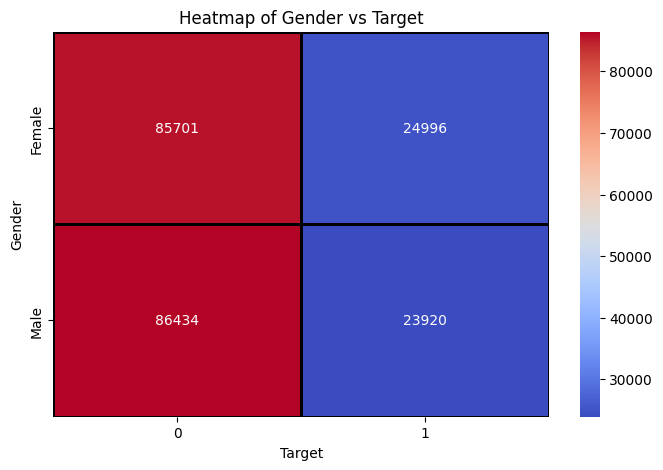 Heatmap of Gender vs Target
Gender
Female
Male
85701
24996
86434
23920
0
1
Target
80000
70000
60000
50000
40000
30000